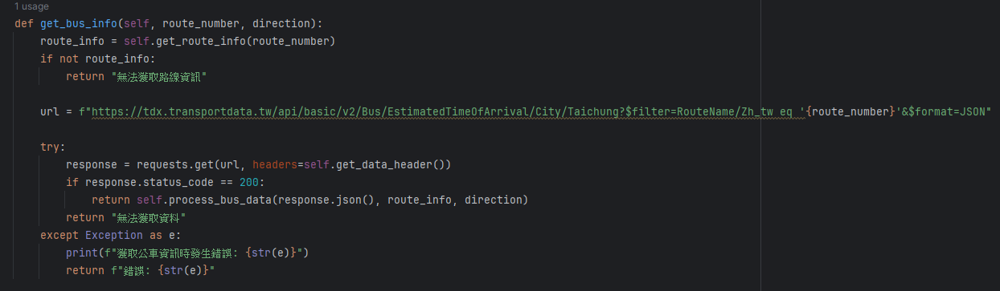 1 usage
def get_bus_info(self, route_number, direction):
    route_info = self.get_route_info(route_number)
    if not route_info:
        return "無法獲取路線資訊"
    url = f"https://tdx.transportdata.tw/api/basic/v2/Bus/EstimatedTimeOfArrival/City/Taichung?$filter=RouteName/Zh_tw eq '{route_number}'&$format=JSON"
    try:
        response = requests.get(url, headers=self.get_data_header())
        if response.status_code == 200:
            return self.process_bus_data(response.json(), route_info, direction)
        return "無法獲取資料"
    except Exception as e:
        print(f"獲取公車資訊時發生錯誤: {str(e)}")
        return f"錯誤: {str(e)}"